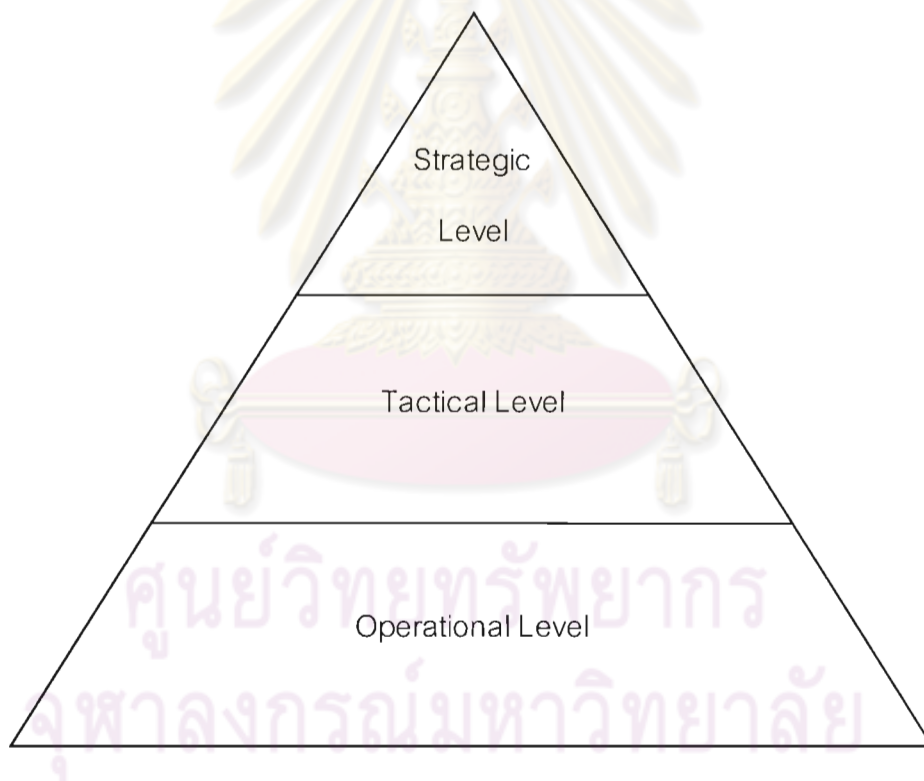 Strategic
Level
Tactical Level
Operational Level
ศูนย์วิทยทรัพยากร
จุฬาลงกรณ์มหาวิทยาลัย